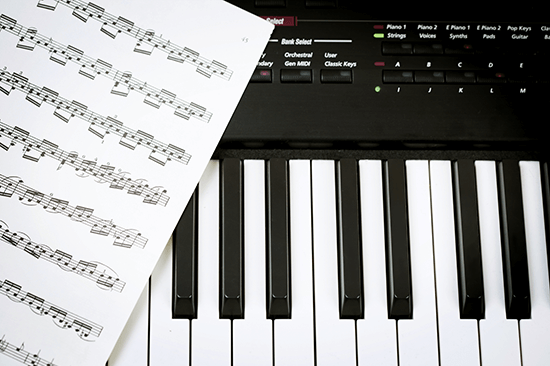 Select
Bank Select
Orchestral
Gen MIDI
User
Classic Keys
Piano 1
Strings
Piano 2
Voices
E Piano 1
Synths
E Piano 2
Pads
Pop Keys
Guitar
A B C D E
I J K L M